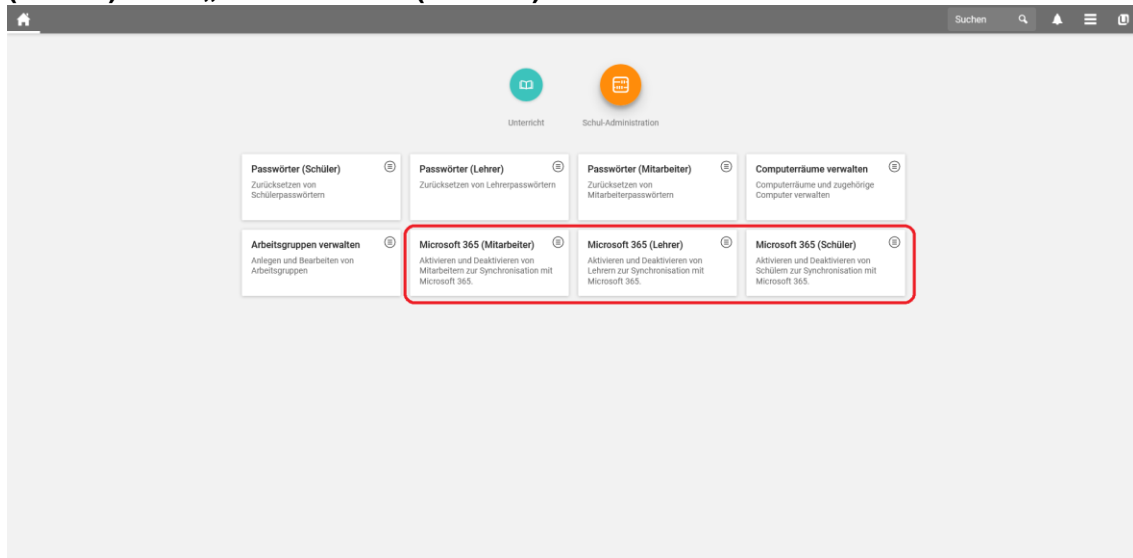 Suchen
Unterricht
Schul-Administration
Passwörter (Schüler)
Zurücksetzen von
Schülerpasswörtern
Passwörter (Lehrer)
Zurücksetzen von Lehrerpasswörtern
Passwörter (Mitarbeiter)
Zurücksetzen von
Mitarbeiterpasswörtern
Computerräume verwalten
Computerräume und zugehörige
Computer verwalten
Arbeitsgruppen verwalten
Anlegen und Bearbeiten von
Arbeitsgruppen
Microsoft 365 (Mitarbeiter)
Aktivieren und Deaktivieren von
Mitarbeitern zur Synchronisation mit
Microsoft 365.
Microsoft 365 (Lehrer)
Aktivieren und Deaktivieren von
Lehrern zur Synchronisation mit
Microsoft 365.
Microsoft 365 (Schüler)
Aktivieren und Deaktivieren von
Schülern zur Synchronisation mit
Microsoft 365.